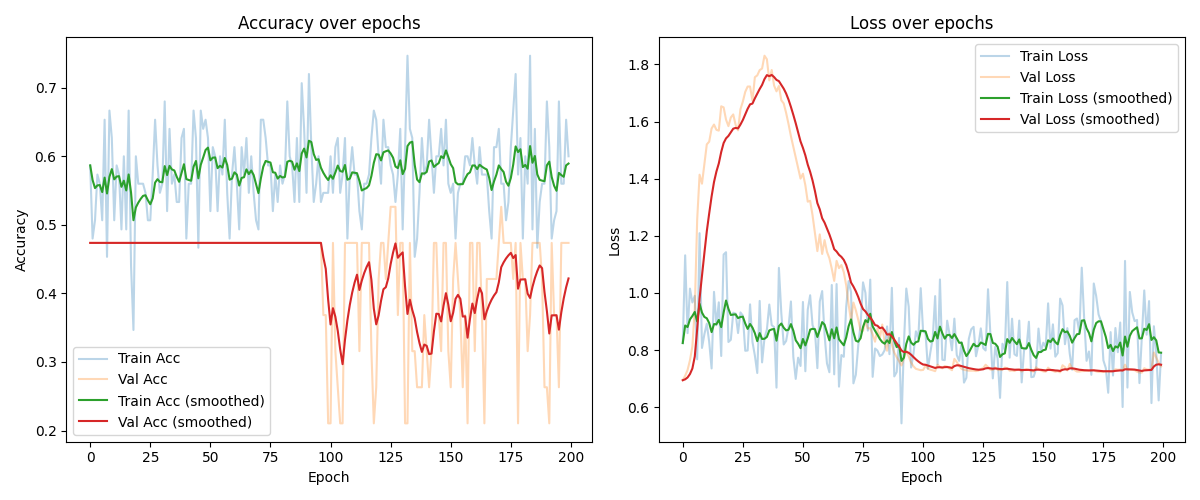 Accuracy over epochs
Accuracy
0.7
0.6
0.5
0.4
0.3
0.2
Train Acc
Val Acc
Train Acc (smoothed)
Val Acc (smoothed)
0 25 50 75 100 125 150 175 200
Epoch
Loss over epochs
Loss
1.8
1.6
1.4
1.2
1.0
0.8
0.6
Train Loss
Val Loss
Train Loss (smoothed)
Val Loss (smoothed)
0 25 50 75 100 125 150 175 200
Epoch